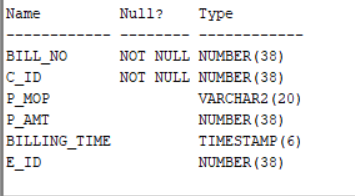 Name Null? Type
------------ -------- ------------
BILL_NO NOT NULL NUMBER(38)
C_ID NOT NULL NUMBER(38)
P_MOP VARCHAR2(20)
P_AMT NUMBER(38)
BILLING_TIME TIMESTAMP(6)
E_ID NUMBER(38)